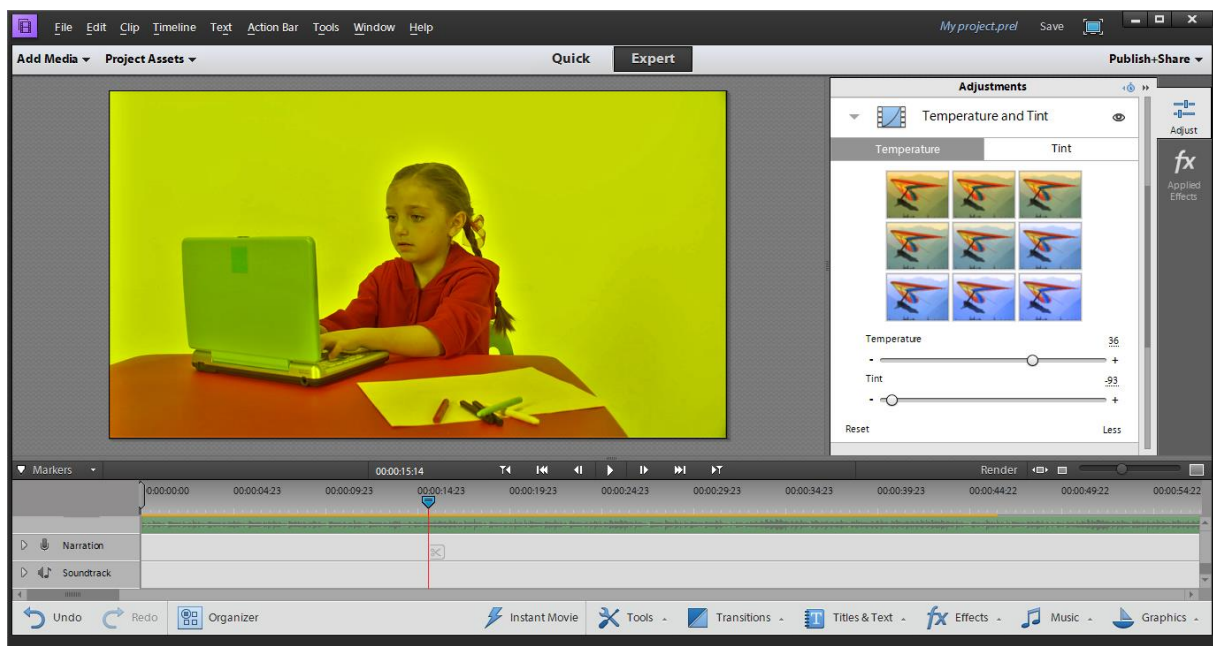 File Edit Clip Timeline Text Action Bar Tools Window Help My project.prel Save
Add Media Project Assets Quick Expert Publish+Share
Adjustments
Temperature and Tint
Adjust
Temperature Tint
fx
Applied
Effects
Temperature 36
- +
Tint -93
- +
Reset Less
Markers 00:00:15:14 Render
0:00:00:00 00:00:04:23 00:00:09:23 00:00:14:23 00:00:19:23 00:00:24:23 00:00:29:23 00:00:34:23 00:00:39:23 00:00:44:22 00:00:49:22 00:00:54:22
Narration
Soundtrack
Undo Redo Organizer Instant Movie Tools Transitions T Titles & Text fx Effects Music Graphics